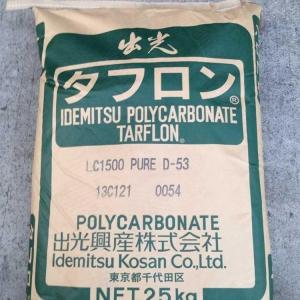 出光
タフロン®
IDEMITSU POLYCARBONATE
TARFLON®
LC1500 PURE D-53
13C121 0054
POLYCARBONATE
出光興産株式会社
Idemitsu Kosan Co.,Ltd.
東京都千代田区
NET 25kg